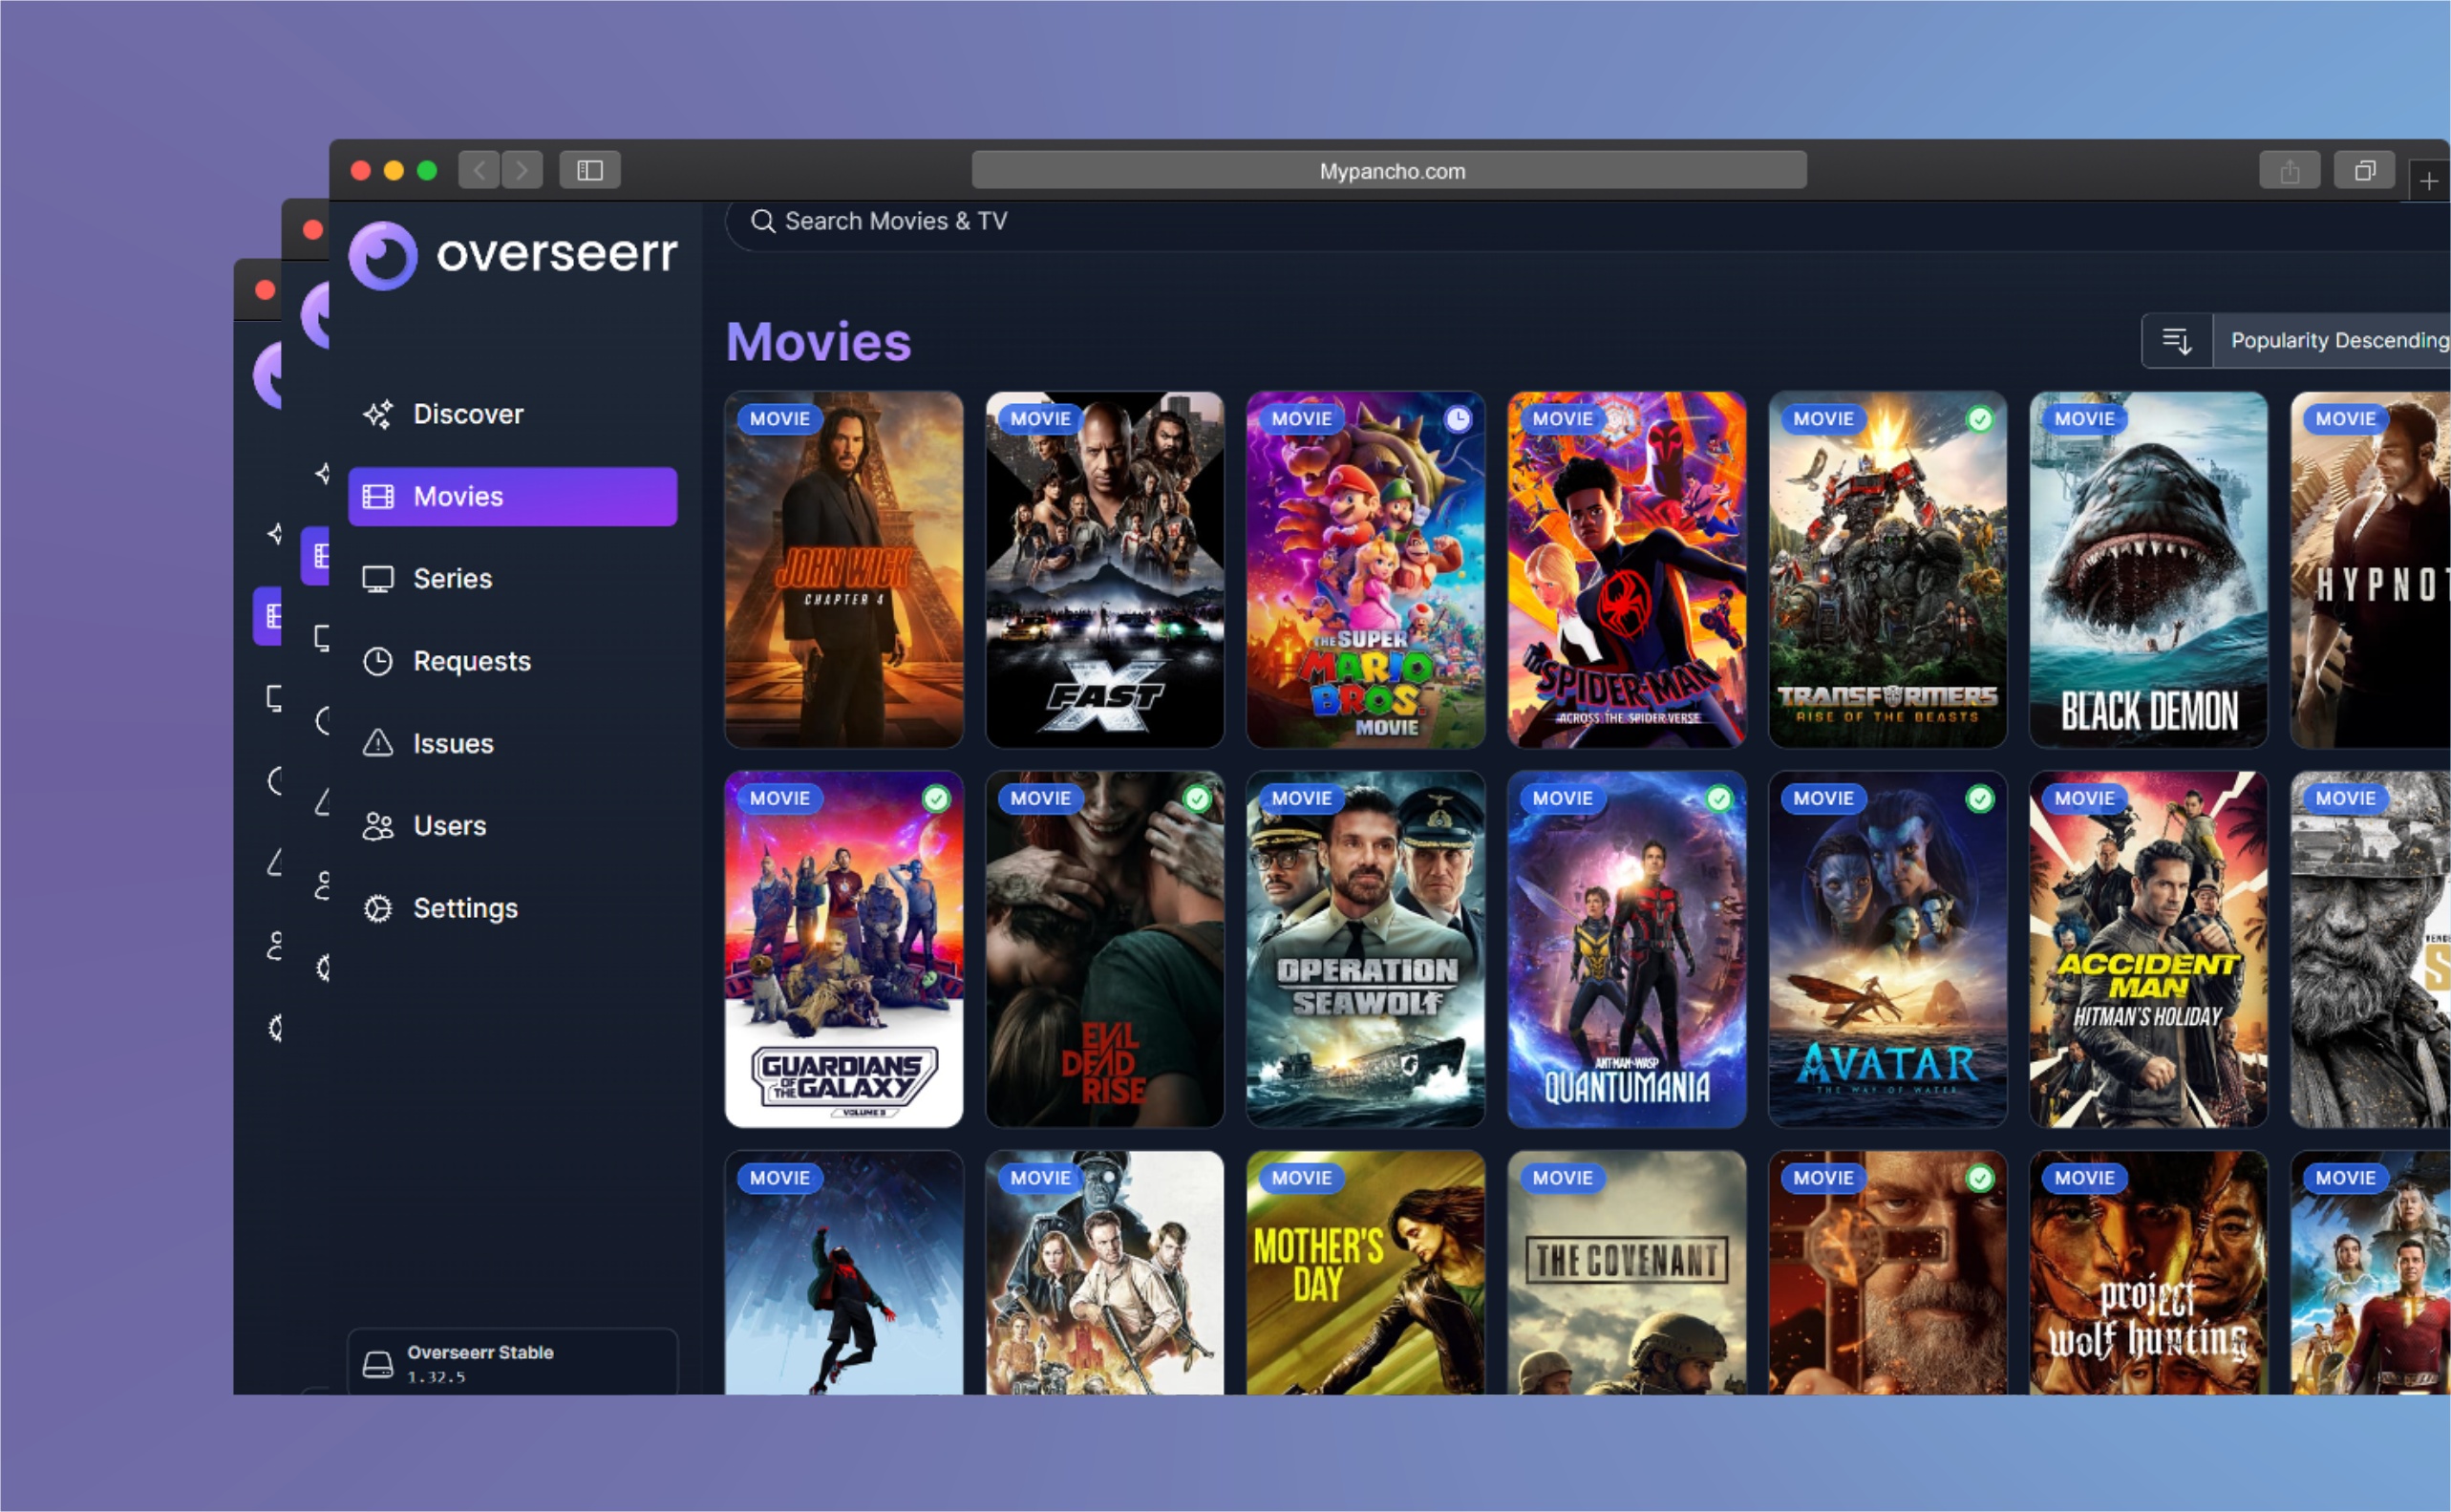 Mypancho.com
overseerr
Search Movies & TV
Discover
Movies
Series
Requests
Issues
Users
Settings
Overseerr Stable
1.32.5
Movies
Popularity Descending
MOVIE
JOHN WICK
CHAPTER 4
MOVIE
FAST X
MOVIE
THE SUPER
MARIO
BROS.
MOVIE
MOVIE
SPIDER-MAN
ACROSS THE SPIDER-VERSE
MOVIE
TRANSFORMERS
RISE OF THE BEASTS
MOVIE
BLACK DEMON
MOVIE
HYPNOT
MOVIE
GUARDIANS
OF THE GALAXY
VOLUME 3
MOVIE
EVIL
DEAD
RISE
MOVIE
OPERATION
SEAWOLF
MOVIE
ANT-MAN AND THE WASP
QUANTUMANIA
MOVIE
AVATAR
THE WAY OF WATER
MOVIE
ACCIDENT
MAN
HITMAN'S HOLIDAY
MOVIE
MOVIE
MOVIE
MOVIE
MOTHER'S
DAY
MOVIE
THE COVENANT
MOVIE
MOVIE
project
wolf hunting
MOVIE